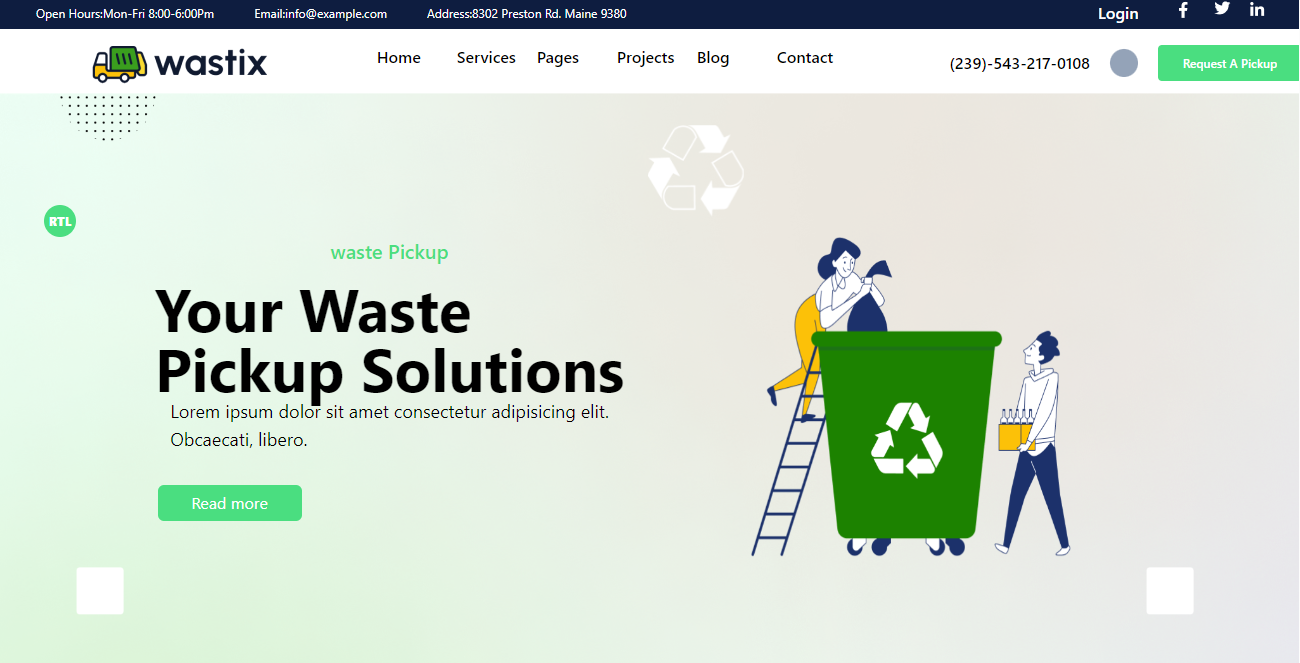 Open Hours:Mon-Fri 8:00-6:00Pm Email:info@example.com Address:8302 Preston Rd. Maine 9380 Login
wastix Home Services Pages Projects Blog Contact (239)-543-217-0108 Request A Pickup
RTL
waste Pickup
Your Waste
Pickup Solutions
Lorem ipsum dolor sit amet consectetur adipisicing elit.
Obcaecati, libero.
Read more